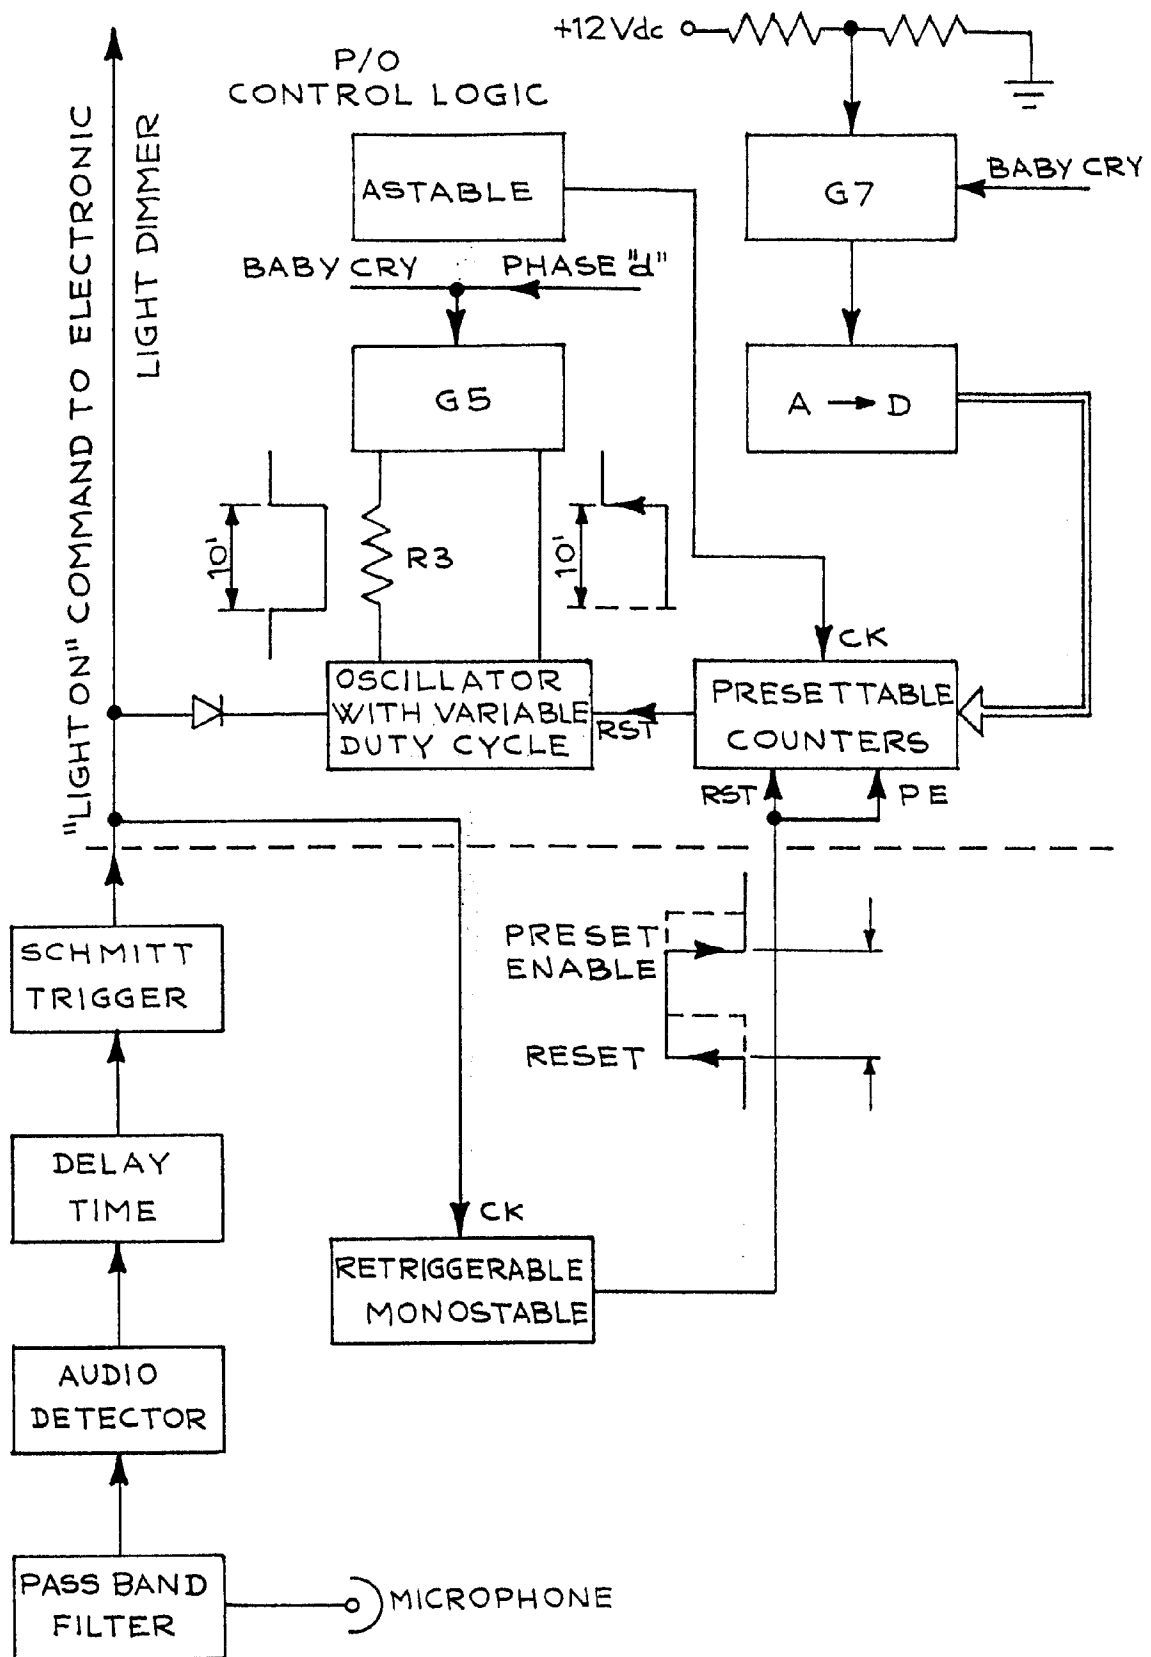 +12Vdc
P/O
CONTROL LOGIC
"LIGHT ON" COMMAND TO ELECTRONIC
LIGHT DIMMER
ASTABLE
G7
BABY CRY
BABY CRY
PHASE "d"
G5
A D
10'
R3
10'
CK
OSCILLATOR
WITH VARIABLE
DUTY CYCLE
RST
PRESETTABLE
COUNTERS
RST
PE
SCHMITT
TRIGGER
PRESET
ENABLE
RESET
DELAY
TIME
CK
RETRIGGERABLE
MONOSTABLE
AUDIO
DETECTOR
PASS BAND
FILTER
MICROPHONE